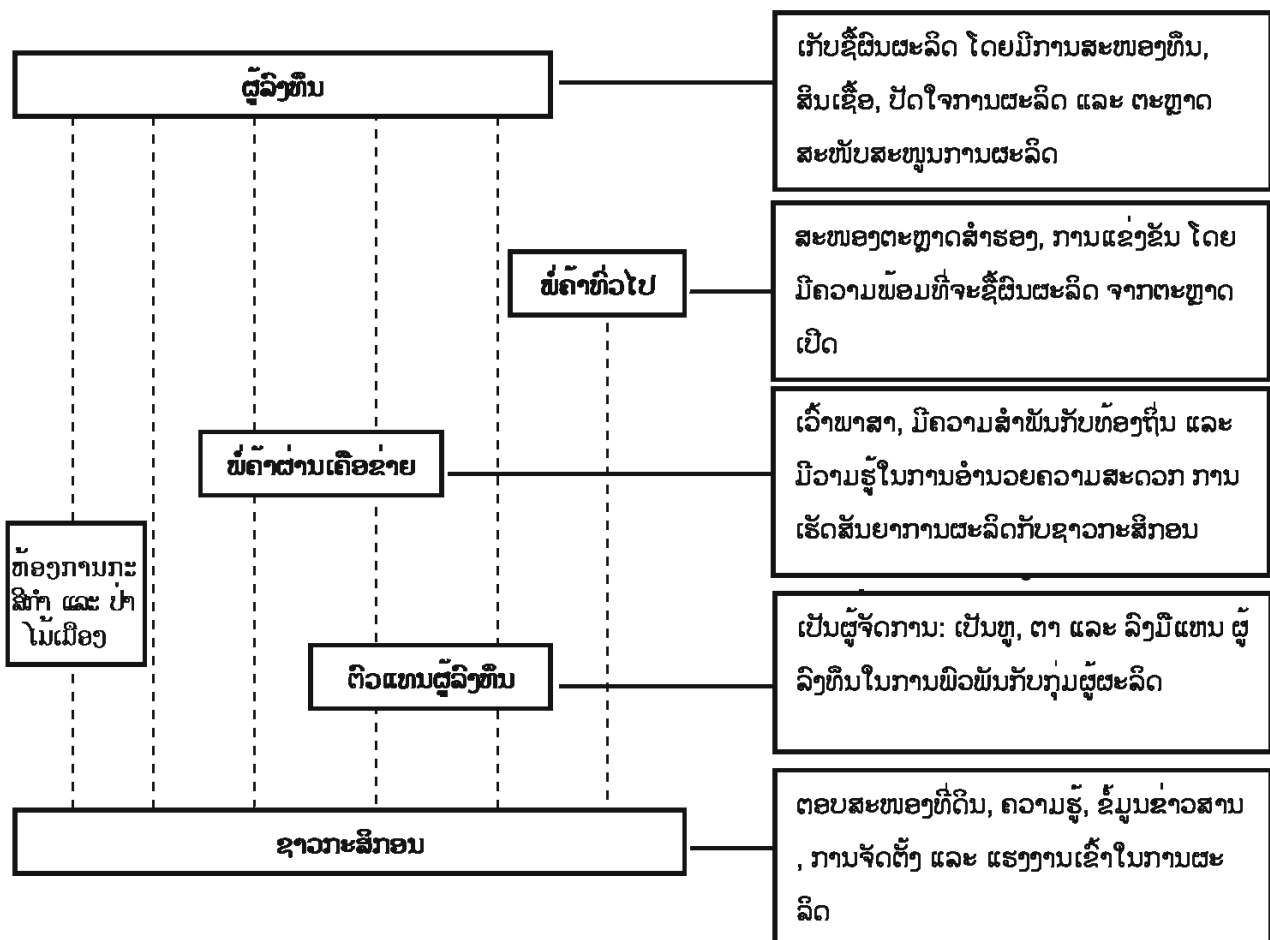 ຜູ້ລົງທຶນ
ເກັບຊື້ຜົນຜະລິດ ໂດຍມີການສະໜອງທຶນ,
ສິນເຊື້ອ, ປັດໃຈການຜະລິດ ແລະ ຕະຫຼາດ
ສະໜັບສະໜູນການຜະລິດ
ພໍ່ຄ້າທົ່ວໄປ
ສະໜອງຕະຫຼາດສຳຮອງ, ການແຂ່ງຂັນ ໂດຍ
ມີຄວາມພ້ອມທີ່ຈະຊື້ຜົນຜະລິດ ຈາກຕະຫຼາດ
ເປີດ
ພໍ່ຄ້າຜ່ານເຄືອຂ່າຍ
ເວົ້າພາສາ, ມີຄວາມສຳພັນກັບທ້ອງຖິ່ນ ແລະ
ມີວາມຮູ້ໃນການອຳນວຍຄວາມສະດວກ ການ
ເຮັດສັນຍາການຜະລິດກັບຊາວກະສິກອນ
ຫ້ອງການກະ
ສິກຳ ແລະ ປ່າ
ໄມ້ເມືອງ
ຕົວແທນຜູ້ລົງທຶນ
ເປັນຜູ້ຈັດການ: ເປັນຫູ, ຕາ ແລະ ລົງມືແທນ ຜູ້
ລົງທຶນໃນການພົວພັນກັບກຸ່ມຜູ້ຜະລິດ
ຊາວກະສິກອນ
ຕອບສະໜອງທີ່ດິນ, ຄວາມຮູ້, ຂໍ້ມູນຂ່າວສານ
, ການຈັດຕັ້ງ ແລະ ແຮງງານເຂົ້າໃນການຜະ
ລິດ